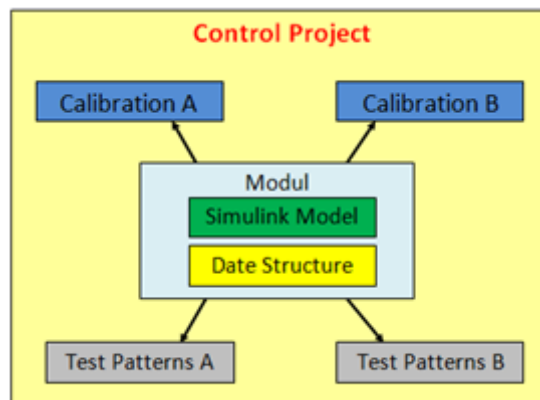 Control Project
Calibration A
Calibration B
Modul
Simulink Model
Date Structure
Test Patterns A
Test Patterns B